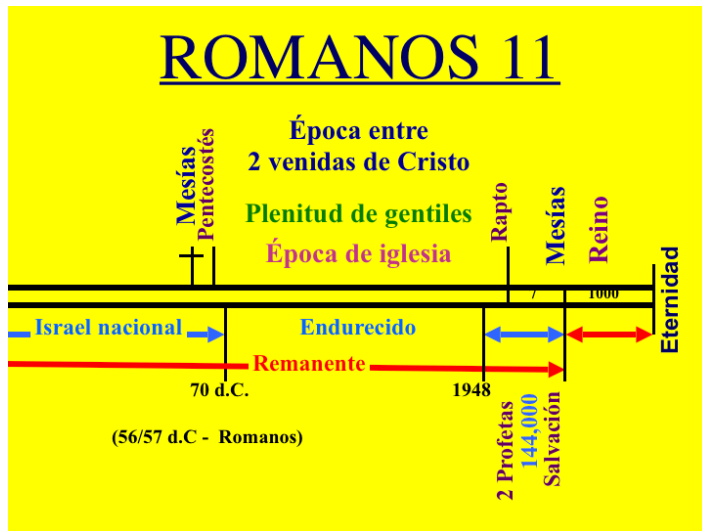 ROMANOS 11
Época entre
2 venidas de Cristo
Mesías
Pentecostés
Plenitud de gentiles
Época de iglesia
Rapto
Mesías
Reino
Eternidad
1000
Israel nacional
Endurecido
Remanente
70 d.C.
1948
(56/57 d.C - Romanos)
2 Profetas
144,000
Salvación